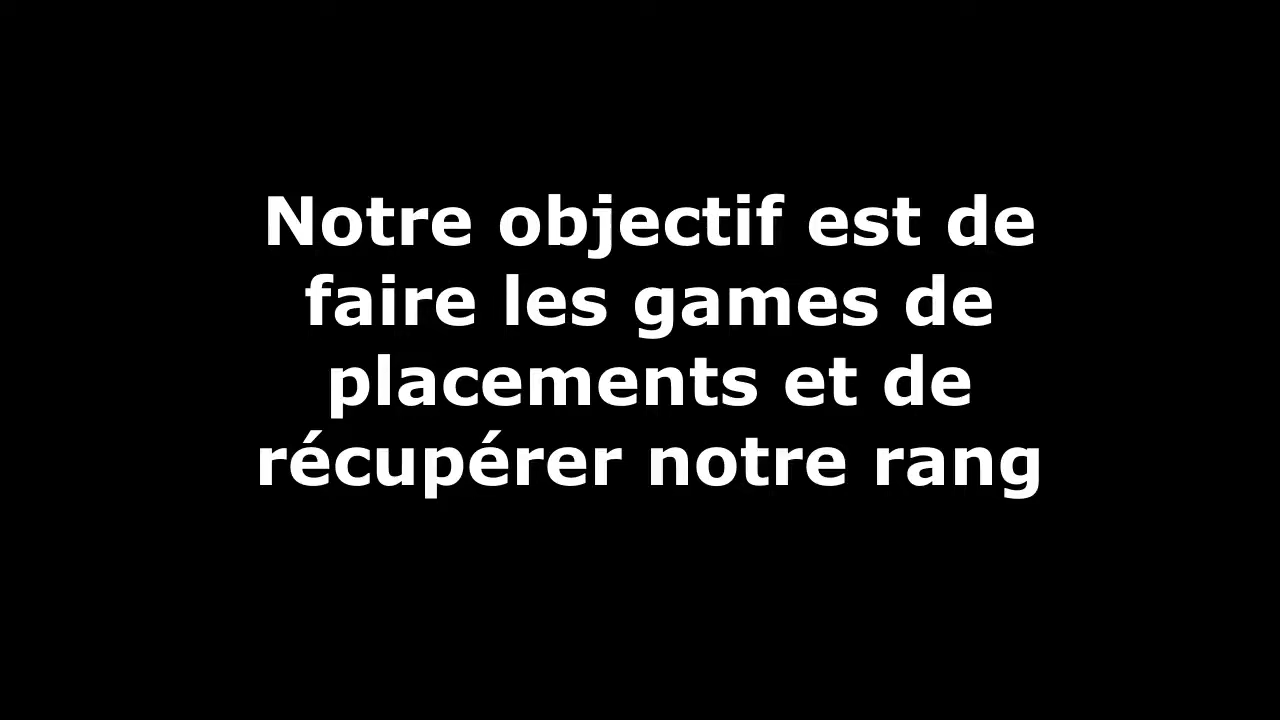 Notre objectif est de
faire les games de
placements et de
récupérer notre rang